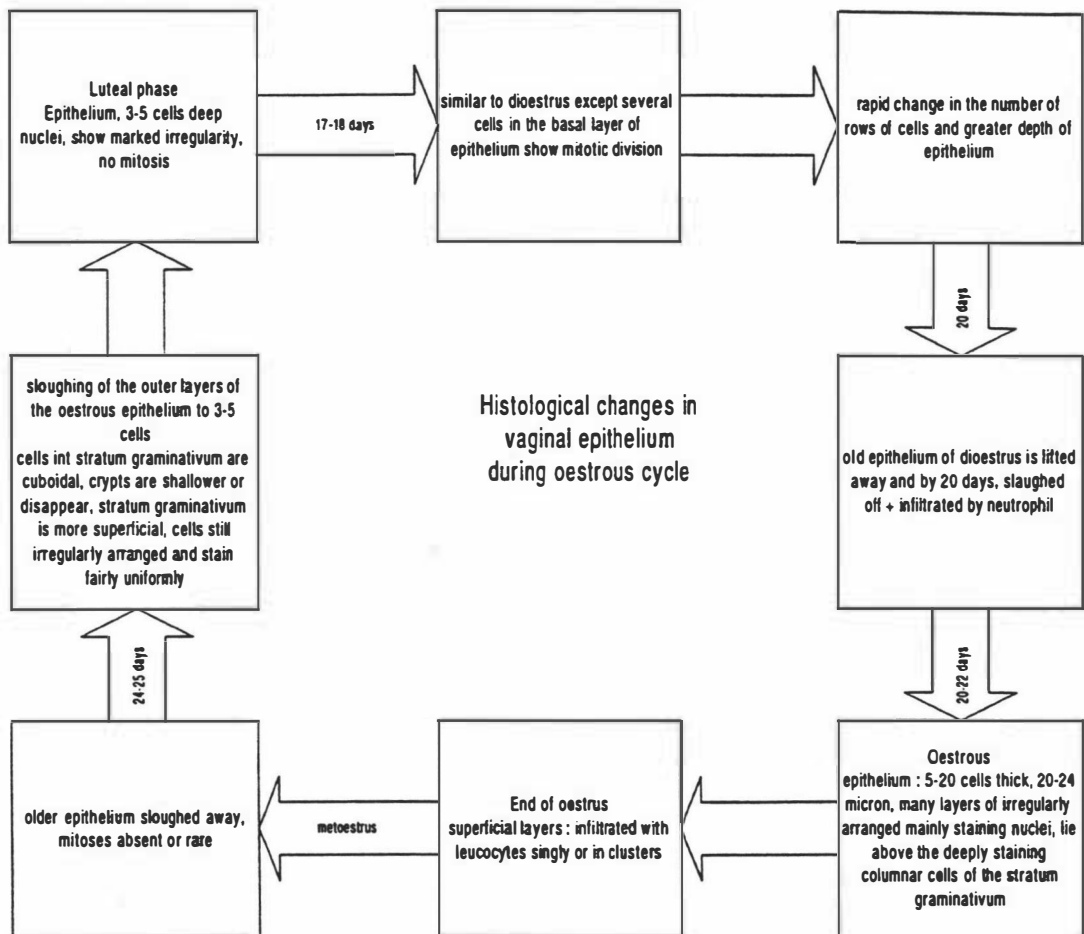 Luteal phase
Epithelium, 3-5 cells deep
nuclei, show marked irregularity,
no mitosis
17-18 days
similar to dioestrus except several
cells in the basal layer of
epithelium show mitotic division
rapid change in the number of
rows of cells and greater depth of
epithelium
20 days
old epithelium of dioestrus is lifted
away and by 20 days, slaughed
off + infiltrated by neutrophil
20-22 days
Oestrous
epithelium : 5-20 cells thick, 20-24
micron, many layers of irregularly
arranged mainly staining nuclei, lie
above the deeply staining
columnar cells of the stratum
graminativum
End of oestrus
superficial layers : infiltrated with
leucocytes singly or in clusters
metoestrus
older epithelium sloughed away,
mitoses absent or rare
24-25 days
sloughing of the outer layers of
the oestrous epithelium to 3-5
cells
cells int stratum graminativum are
cuboidal, crypts are shallower or
disappear, stratum graminativum
is more superficial, cells still
irregularly arranged and stain
fairly uniformly
Histological changes in
vaginal epithelium
during oestrous cycle